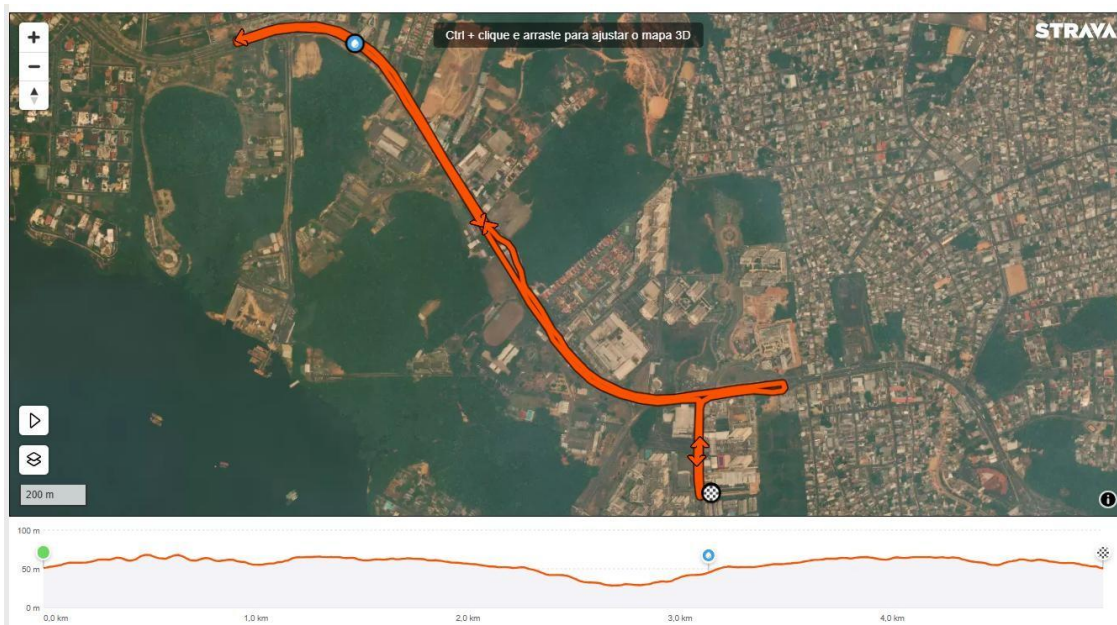 Ctrl + clique e arraste para ajustar o mapa 3D
STRAVA
+
−
200 m
i
100 m
50 m
0 m
0,0 km
1,0 km
2,0 km
3,0 km
4,0 km